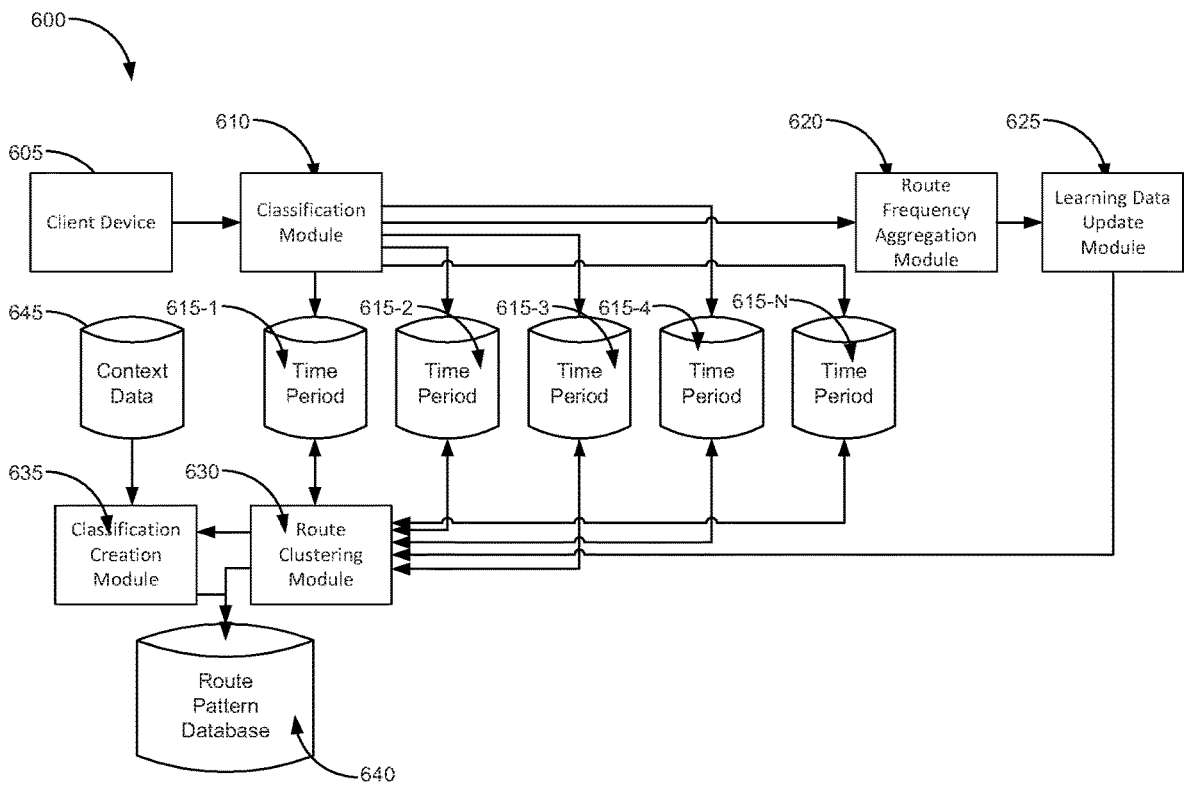 600
610
620
625
605
Client Device
Classification
Module
Route
Frequency
Aggregation
Module
Learning Data
Update
Module
645
615-1
615-2
615-3
615-4
615-N
Context
Data
Time
Period
Time
Period
Time
Period
Time
Period
Time
Period
635
630
Classification
Creation
Module
Route
Clustering
Module
Route
Pattern
Database
640